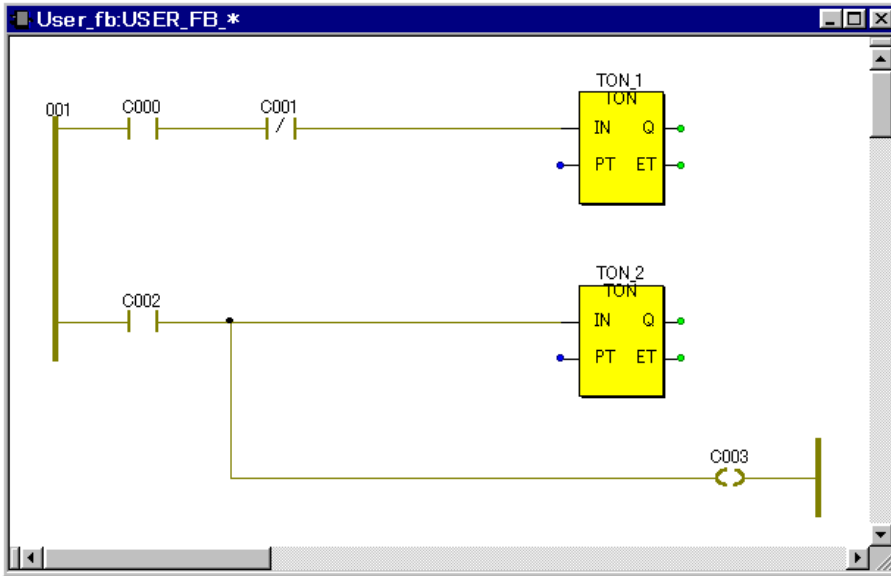 User_fb:USER_FB_*
TON_1
001 C000 C001 TON
IN Q
PT ET
TON_2
C002 TON
IN Q
PT ET
C003